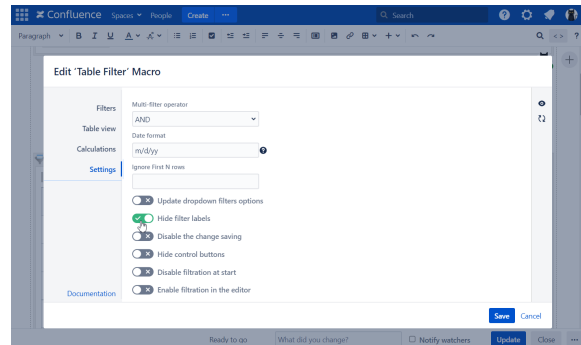 Confluence Spaces People Create ··· Search
Paragraph B I U A
Edit ‘Table Filter’ Macro
Filters
Table view
Calculations
Settings
Documentation
Multi-filter operator
AND
Date format
m/d/yy
Ignore First N rows
Update dropdown filters options
Hide filter labels
Disable the change saving
Hide control buttons
Disable filtration at start
Enable filtration in the editor
Save Cancel
Ready to go What did you change? Notify watchers Update Close ···